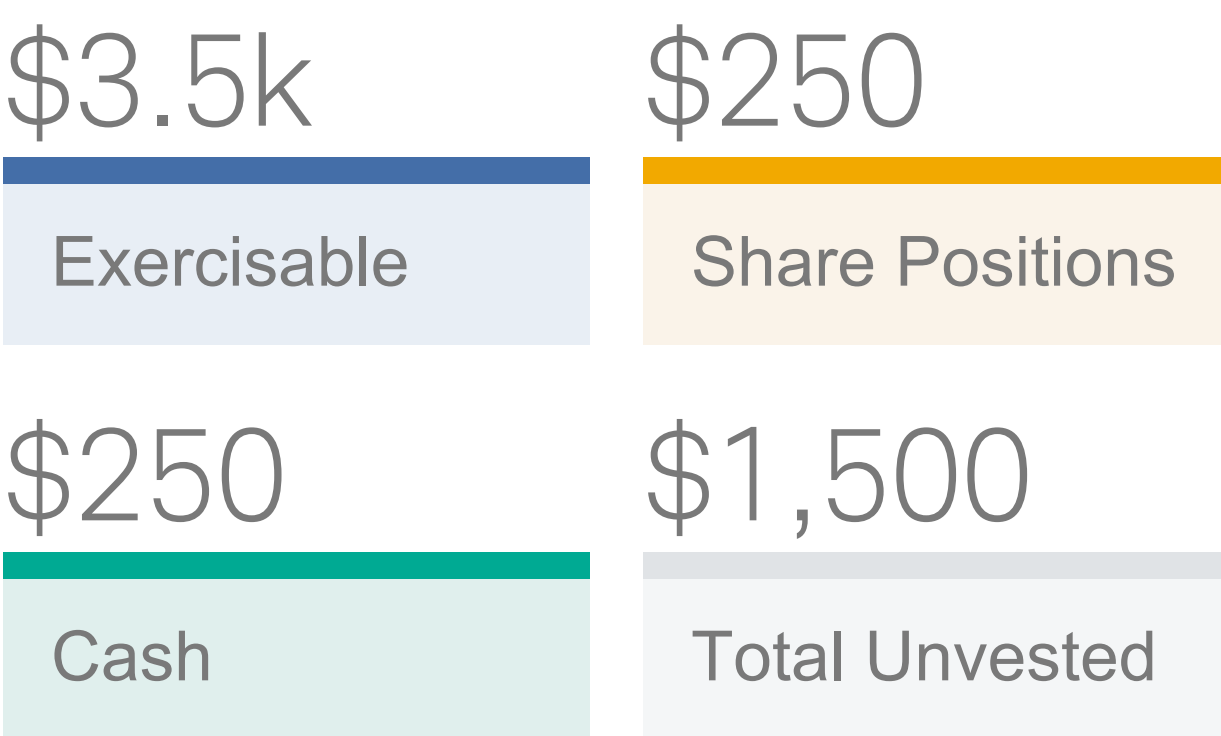 $3.5k
Exercisable
$250
Share Positions
$250
Cash
$1,500
Total Unvested